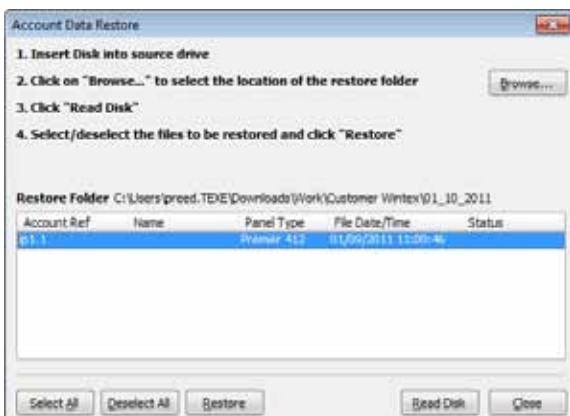 Account Data Restore
1. Insert Disk into source drive
2. Click on "Browse..." to select the location of the restore folder
Browse...
3. Click "Read Disk"
4. Select/deselect the files to be restored and click "Restore"
Restore Folder C:\Users\preed.TEXE\Downloads\Work\Customer Wintex\01_10_2011
Account Ref Name Panel Type File Date/Time Status
Premier 412 01/09/2011 11:00:46
Select All Deselect All Restore Read Disk Close